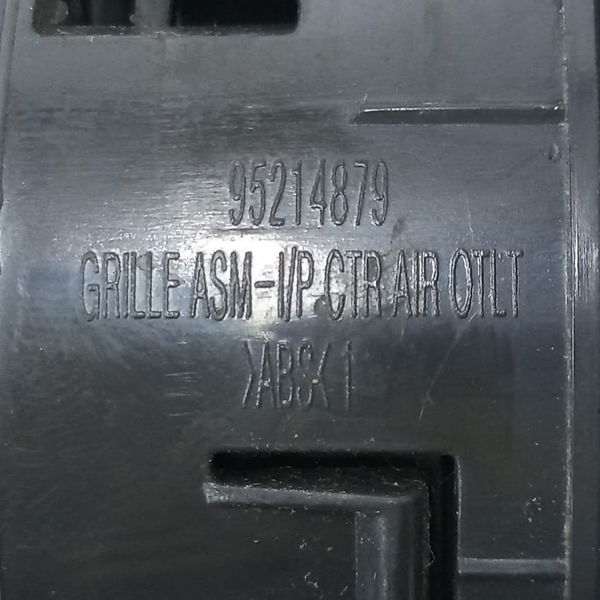 95214879
GRILLE ASM-I/P CTR AIR OTLT
>ABS< 1